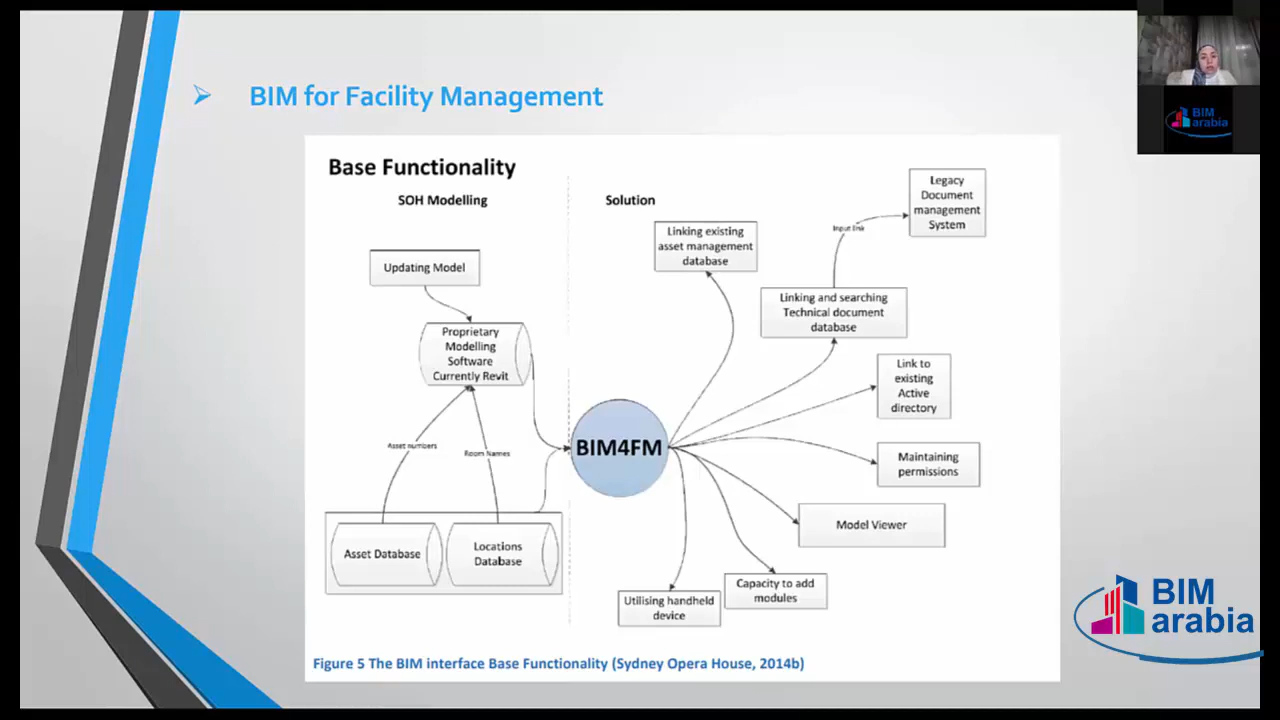 BIM for Facility Management
Base Functionality
SOH Modelling
Solution
Updating Model
Proprietary
Modelling
Software
Currently Revit
Asset numbers
Room Names
Asset Database
Locations
Database
BIM4FM
Linking existing
asset management
database
Legacy
Document
management
System
Input link
Linking and searching
Technical document
database
Link to
existing
Active
directory
Maintaining
permissions
Model Viewer
Capacity to add
modules
Utilising handheld
device
Figure 5 The BIM interface Base Functionality (Sydney Opera House, 2014b)
BIM
arabia
BIM
arabia